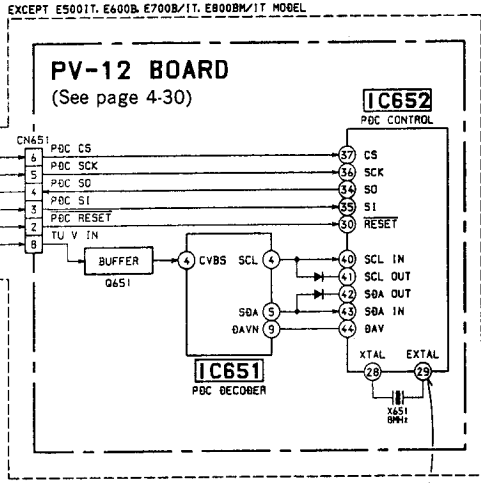 EXCEPT E500IT. E600B. E700B/IT. E800BM/IT MODEL
PV-12 BOARD
(See page 4-30)
IC652
PDC CONTROL
CN651
PDC CS
6
37 CS
PDC SCK
5
36 SCK
PDC SO
4
34 SO
PDC SI
3
35 SI
PDC RESET
2
30 RESET
TU V IN
8
BUFFER
Q651
4 CVBS SCL 4
40 SCL IN
41 SCL OUT
42 SDA OUT
SDA 5
43 SDA IN
DAVN 9
44 DAV
IC651
PDC DECODER
XTAL EXTAL
28 29
X651
8MHz